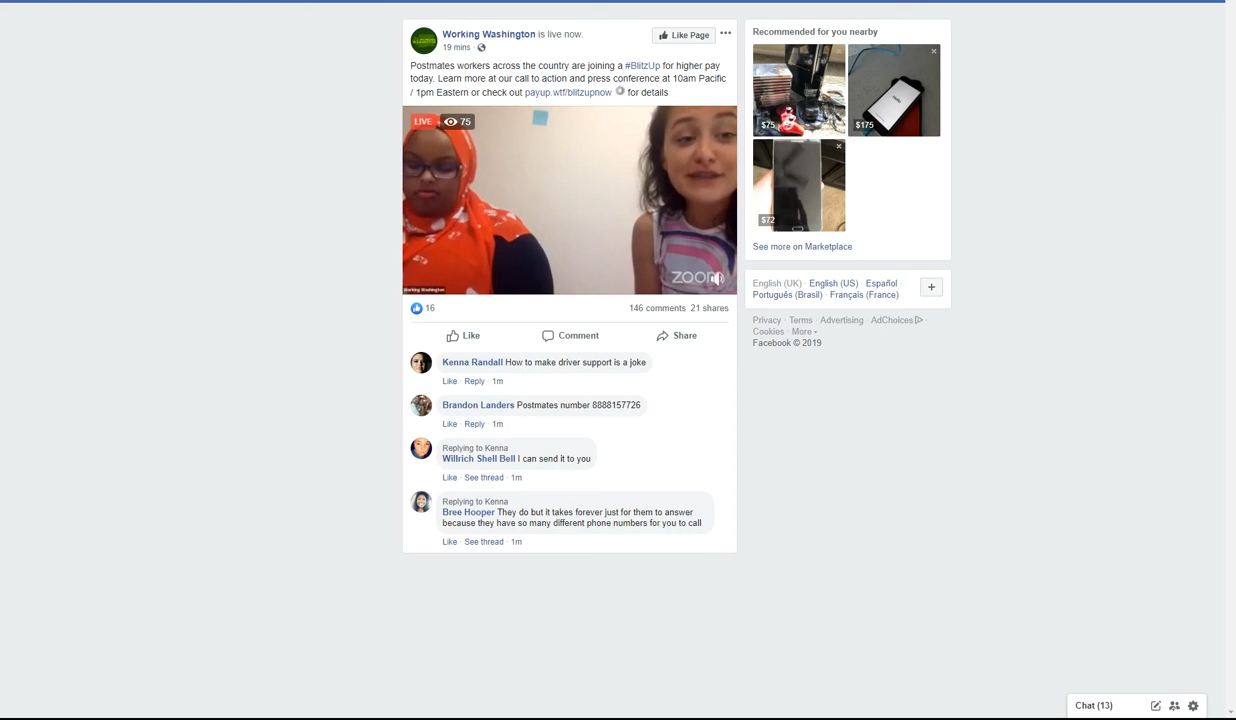 Working Washington is live now.
19 mins ·
Like Page
Postmates workers across the country are joining a #BlitzUp for higher pay
today. Learn more at our call to action and press conference at 10am Pacific
/ 1pm Eastern or check out payup.wtf/blitzupnow for details
LIVE 75
zoom
Working Washington
16
146 comments 21 shares
Like Comment Share
Kenna Randall How to make driver support is a joke
Like · Reply · 1m
Brandon Landers Postmates number 8888157726
Like · Reply · 1m
Replying to Kenna
Willrich Shell Bell I can send it to you
Like · See thread · 1m
Replying to Kenna
Bree Hooper They do but it takes forever just for them to answer
because they have so many different phone numbers for you to call
Like · See thread · 1m
Recommended for you nearby
$75
$175
Hello
$72
See more on Marketplace
English (UK) · English (US) · Español ·
Português (Brasil) · Français (France)
Privacy · Terms · Advertising · AdChoices ·
Cookies · More
Facebook © 2019
Chat (13)